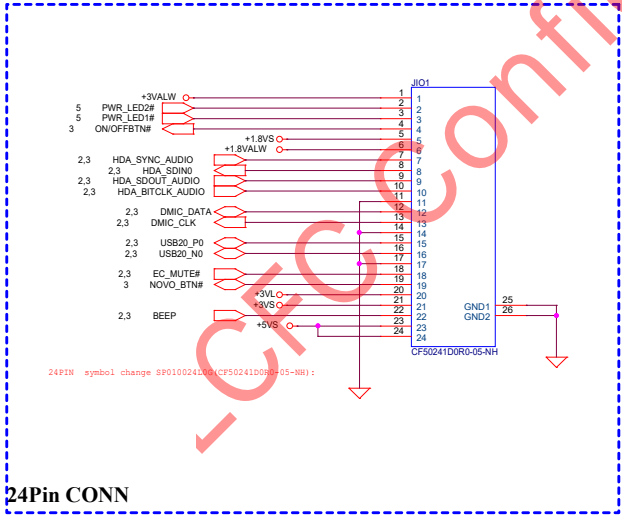 JIO1
+3VALW 1 1
5 PWR_LED2# 2 2
5 PWR_LED1# 3 3
3 ON/OFFBTN# 4 4
+1.8VS 5 5
+1.8VALW 6 6
2,3 HDA_SYNC_AUDIO 7 7
2,3 HDA_SDIN0 8 8
2,3 HDA_SDOUT_AUDIO 9 9
2,3 HDA_BITCLK_AUDIO 10 10
11 11
2,3 DMIC_DATA 12 12
2,3 DMIC_CLK 13 13
14 14
2,3 USB20_P0 15 15
2,3 USB20_N0 16 16
17 17
2,3 EC_MUTE# 18 18
3 NOVO_BTN# 19 19
+3VL 20 20
+3VS 21 21 GND1 25
2,3 BEEP 22 22 GND2 26
+5VS 23 23
24 24
CF50241D0R0-05-NH
24PIN symbol change SP010024L0G(CF50241D0R0-05-NH):
24Pin CONN
-CFC Confi